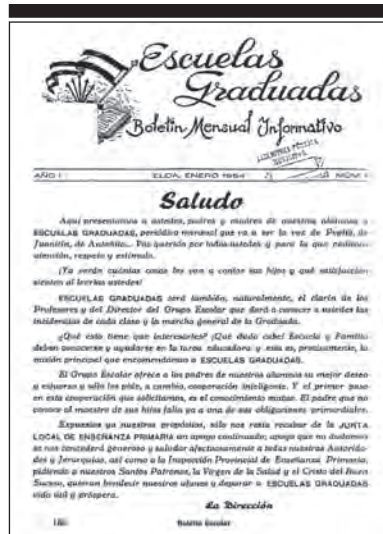 Escuelas
Graduadas
Boletín Mensual Informativo
AÑO I ELDA, ENERO 1954 NÚM. 1
Saludo
Aquí presentamos a ustedes, padres y madres de nuestros alumnos a
ESCUELAS GRADUADAS, periódico mensual que va a ser la voz de Pepito, de
Juanitín, de Antoñito... Voz querida por todos ustedes y para la que pedimos
atención, respeto y estímulo.
¡Ya verán cuántas cosas les van a contar sus hijos y qué satisfacción
sienten al leerlas ustedes!
ESCUELAS GRADUADAS será también, naturalmente, el clarín de los
Profesores y del Director del Grupo Escolar que dará a conocer a ustedes las
incidencias de cada clase y la marcha general de la Graduada.
¿Qué esto tiene que interesarles? ¡Qué duda cabe! Escuela y Familia
deben conocerse y ayudarse en la tarea educadora y esta es, precisamente, la
misión principal que encomendamos a ESCUELAS GRADUADAS.
El Grupo Escolar ofrece a los padres de nuestros alumnos su mejor deseo
y esfuerzo y sólo les pide, a cambio, cooperación inteligente. Y el primer paso
en esta cooperación que solicitamos, es el conocimiento mutuo. El padre que no
conoce al maestro de sus hijos falta ya a una de sus obligaciones primordiales.
Expuestos ya nuestros propósitos, sólo nos resta recabar de la JUNTA
LOCAL DE ENSEÑANZA PRIMARIA un apoyo continuado; apoyo que no dudamos
se nos concederá generoso y saludar afectuosamente a todas nuestras Autorida-
des y Jerarquías, así como a la Inspección Provincial de Enseñanza Primaria,
pidiendo a nuestros Santos Patronos, la Virgen de la Salud y el Cristo del Buen
Suceso, quieran bendecir nuestros afanes y deparar a ESCUELAS GRADUADAS
vida útil y próspera.
La Dirección
Boletín Escolar